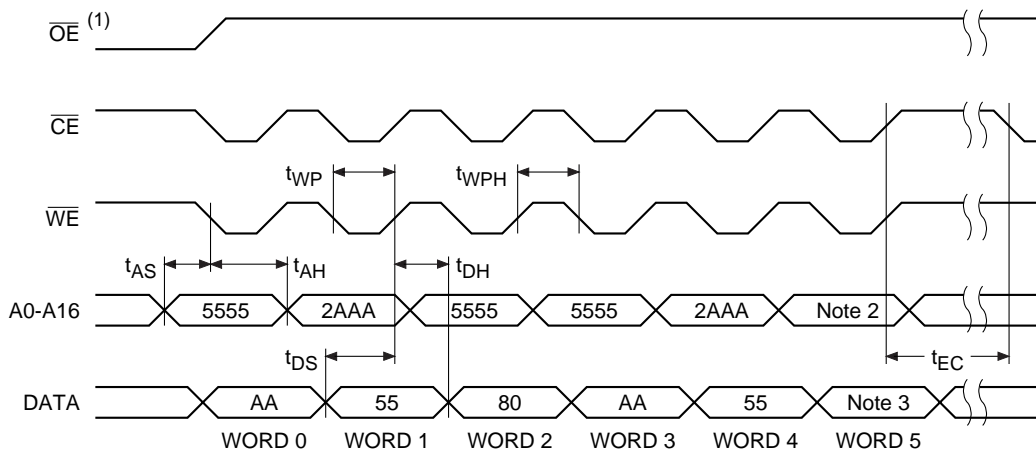 OE (1)
CE
tWP
tWPH
WE
tAS
tAH
tDH
A0-A16
5555
2AAA
5555
5555
2AAA
Note 2
tDS
tEC
DATA
AA
55
80
AA
55
Note 3
WORD 0
WORD 1
WORD 2
WORD 3
WORD 4
WORD 5